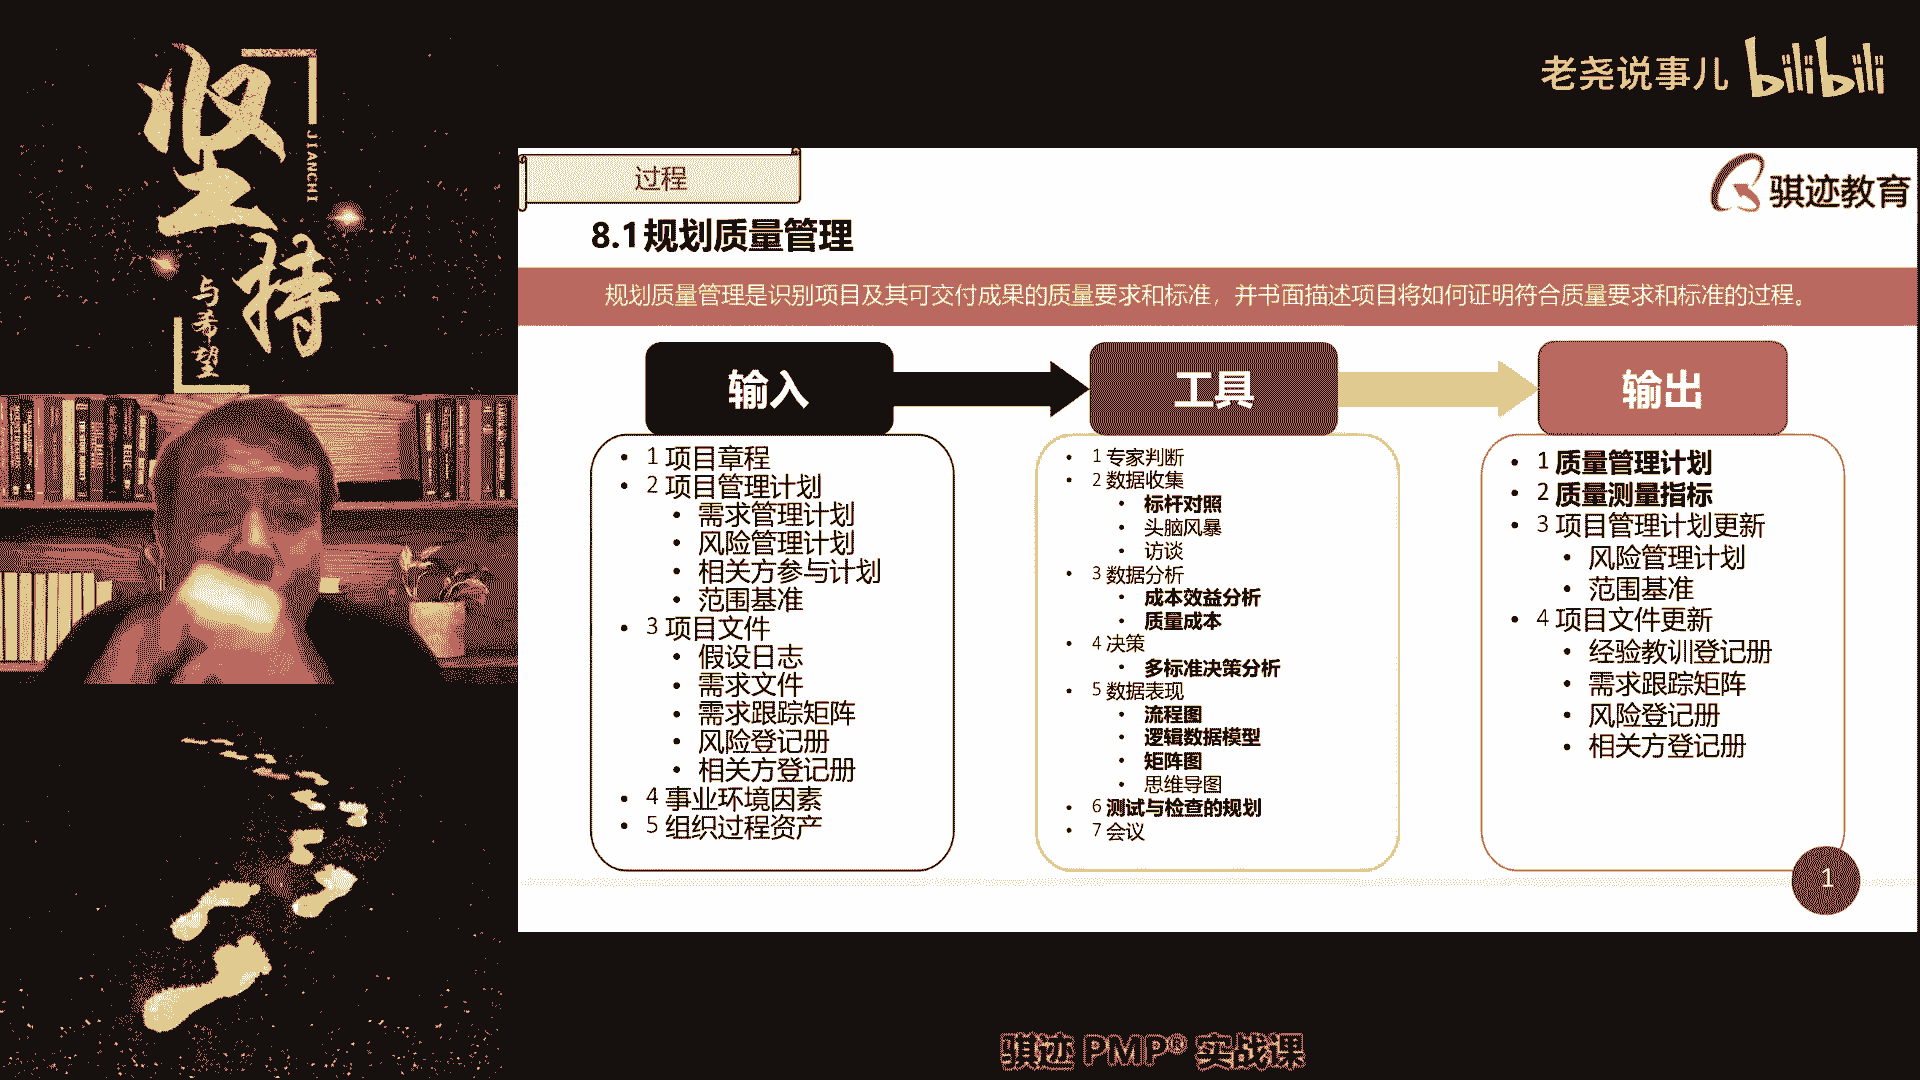 坚持
JIANCHI
与希望
老尧说事儿 bilibili
过程
骐迹教育
8.1规划质量管理
规划质量管理是识别项目及其可交付成果的质量要求和标准，并书面描述项目将如何证明符合质量要求和标准的过程。
输入
• 1 项目章程
• 2 项目管理计划
• 需求管理计划
• 风险管理计划
• 相关方参与计划
• 范围基准
• 3 项目文件
• 假设日志
• 需求文件
• 需求跟踪矩阵
• 风险登记册
• 相关方登记册
• 4 事业环境因素
• 5 组织过程资产
工具
• 1 专家判断
• 2 数据收集
• 标杆对照
• 头脑风暴
• 访谈
• 3 数据分析
• 成本效益分析
• 质量成本
• 4 决策
• 多标准决策分析
• 5 数据表现
• 流程图
• 逻辑数据模型
• 矩阵图
• 思维导图
• 6 测试与检查的规划
• 7 会议
输出
• 1 质量管理计划
• 2 质量测量指标
• 3 项目管理计划更新
• 风险管理计划
• 范围基准
• 4 项目文件更新
• 经验教训登记册
• 需求跟踪矩阵
• 风险登记册
• 相关方登记册
1
骐迹 PMP® 实战课